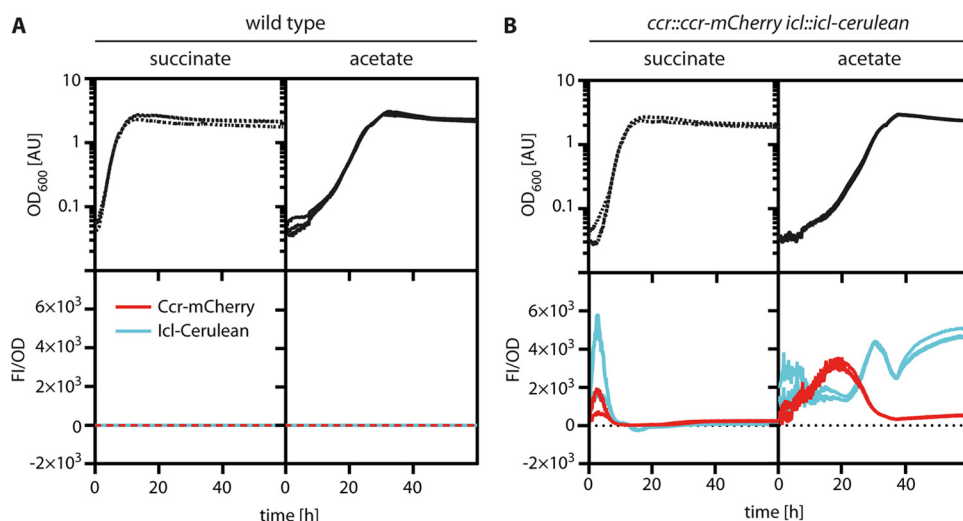 A
wild type
succinate
acetate
OD600 [AU]
10
1
0.1
FI/OD
6×10³
4×10³
2×10³
0
-2×10³
Ccr-mCherry
Icl-Cerulean
0
20
40
0
20
40
time [h]
B
ccr::ccr-mCherry icl::icl-cerulean
succinate
acetate
OD600 [AU]
10
1
0.1
FI/OD
6×10³
4×10³
2×10³
0
-2×10³
0
20
40
0
20
40
time [h]